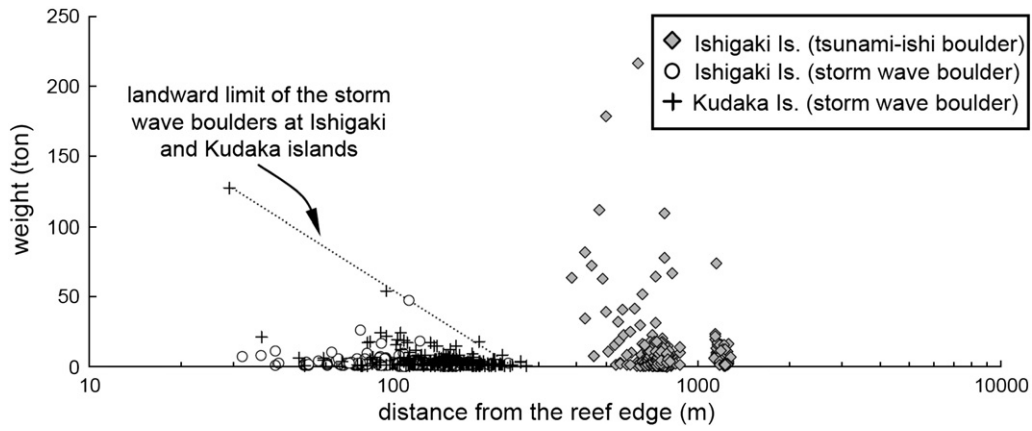 250
200
150
100
50
0
weight (ton)
landward limit of the storm
wave boulders at Ishigaki
and Kudaka islands
Ishigaki Is. (tsunami-ishi boulder)
Ishigaki Is. (storm wave boulder)
Kudaka Is. (storm wave boulder)
10
100
1000
10000
distance from the reef edge (m)